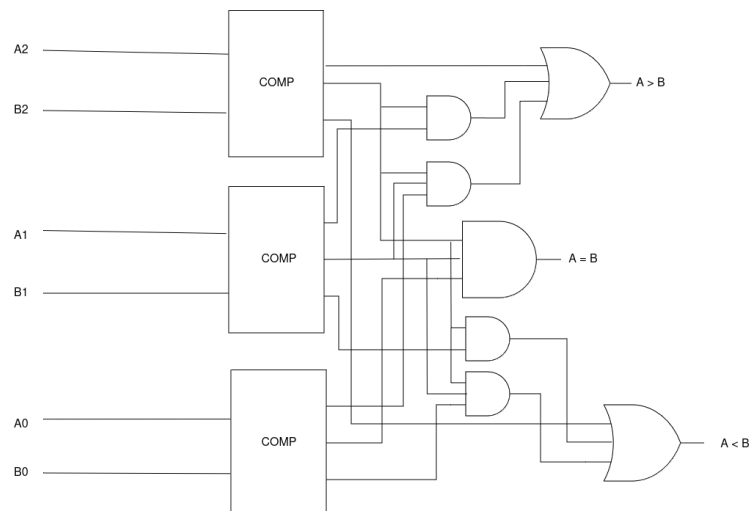 A2
COMP
A > B
B2
A1
COMP
A = B
B1
A0
COMP
A < B
B0